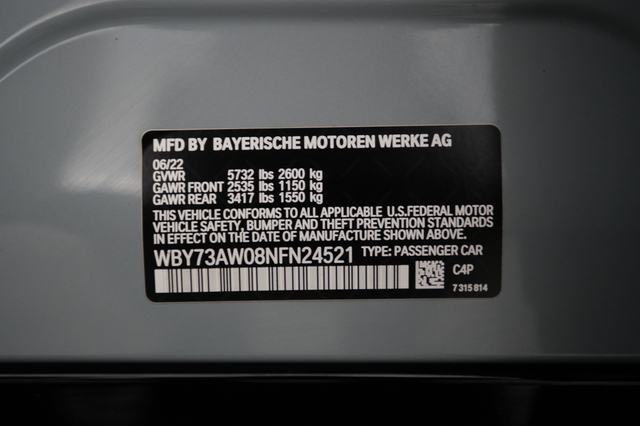 MFD BY BAYERISCHE MOTOREN WERKE AG
06/22
GVWR 5732 lbs 2600 kg
GAWR FRONT 2535 lbs 1150 kg
GAWR REAR 3417 lbs 1550 kg
THIS VEHICLE CONFORMS TO ALL APPLICABLE U.S.FEDERAL MOTOR
VEHICLE SAFETY, BUMPER, AND THEFT PREVENTION STANDARDS
IN EFFECT ON THE DATE OF MANUFACTURE SHOWN ABOVE.
WBY73AW08NFN24521 TYPE: PASSENGER CAR
C4P
7 315 814